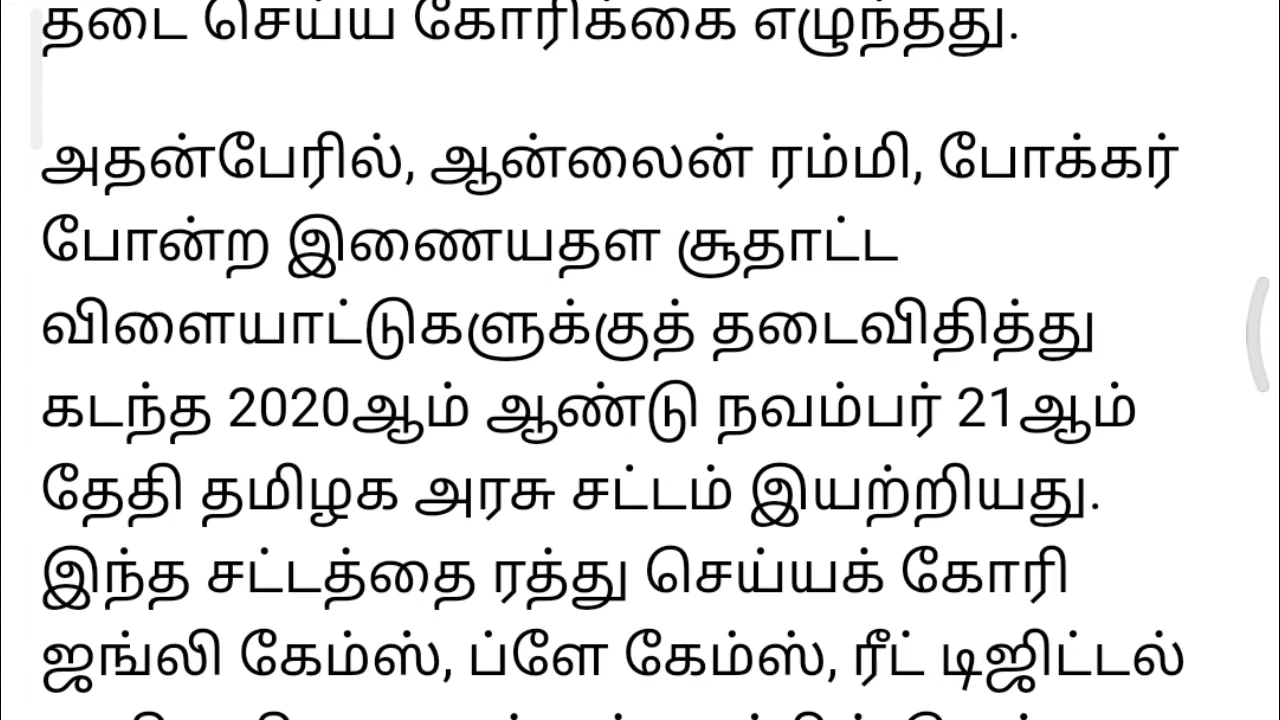 தடை செய்ய கோரிக்கை எழுந்தது.
அதன்பேரில், ஆன்லைன் ரம்மி, போக்கர்
போன்ற இணையதள சூதாட்ட
விளையாட்டுகளுக்குத் தடைவிதித்து
கடந்த 2020ஆம் ஆண்டு நவம்பர் 21ஆம்
தேதி தமிழக அரசு சட்டம் இயற்றியது.
இந்த சட்டத்தை ரத்து செய்யக் கோரி
ஜங்லி கேம்ஸ், ப்ளே கேம்ஸ், ரீட் டிஜிட்டல்